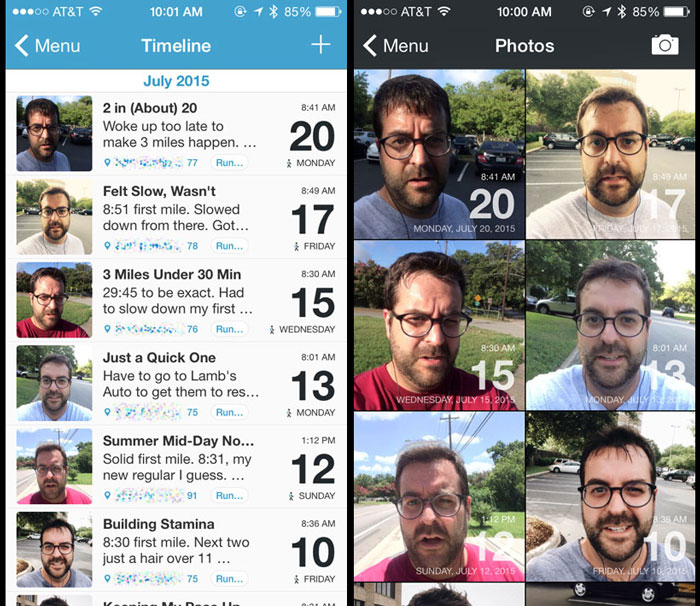 AT&T 10:01 AM 85%
Menu Timeline +
July 2015
2 in (About) 20 8:41 AM
Woke up too late to
make 3 miles happen. … 20
77 Run... MONDAY
Felt Slow, Wasn't 8:49 AM
8:51 first mile. Slowed
down from there. Got… 17
78 Run... FRIDAY
3 Miles Under 30 Min 8:30 AM
29:45 to be exact. Had
to slow down my first … 15
76 Run... WEDNESDAY
Just a Quick One 8:01 AM
Have to go to Lamb's
Auto to get them to res... 13
75 Run... MONDAY
Summer Mid-Day No... 1:12 PM
Solid first mile. 8:31, my
new regular I guess. … 12
91 Run... SUNDAY
Building Stamina 8:36 AM
8:30 first mile. Next two
just a hair over 11 … 10
75 Run... FRIDAY
Keeping My Pace Up 8:31 AM
AT&T 10:00 AM 85%
Menu Photos
8:41 AM
20
MONDAY, JULY 20, 2015
8:49 AM
17
FRIDAY, JULY 17, 2015
8:30 AM
15
WEDNESDAY, JULY 15, 2015
8:01 AM
13
MONDAY, JULY 13, 2015
1:12 PM
12
SUNDAY, JULY 12, 2015
8:36 AM
10
FRIDAY, JULY 10, 2015